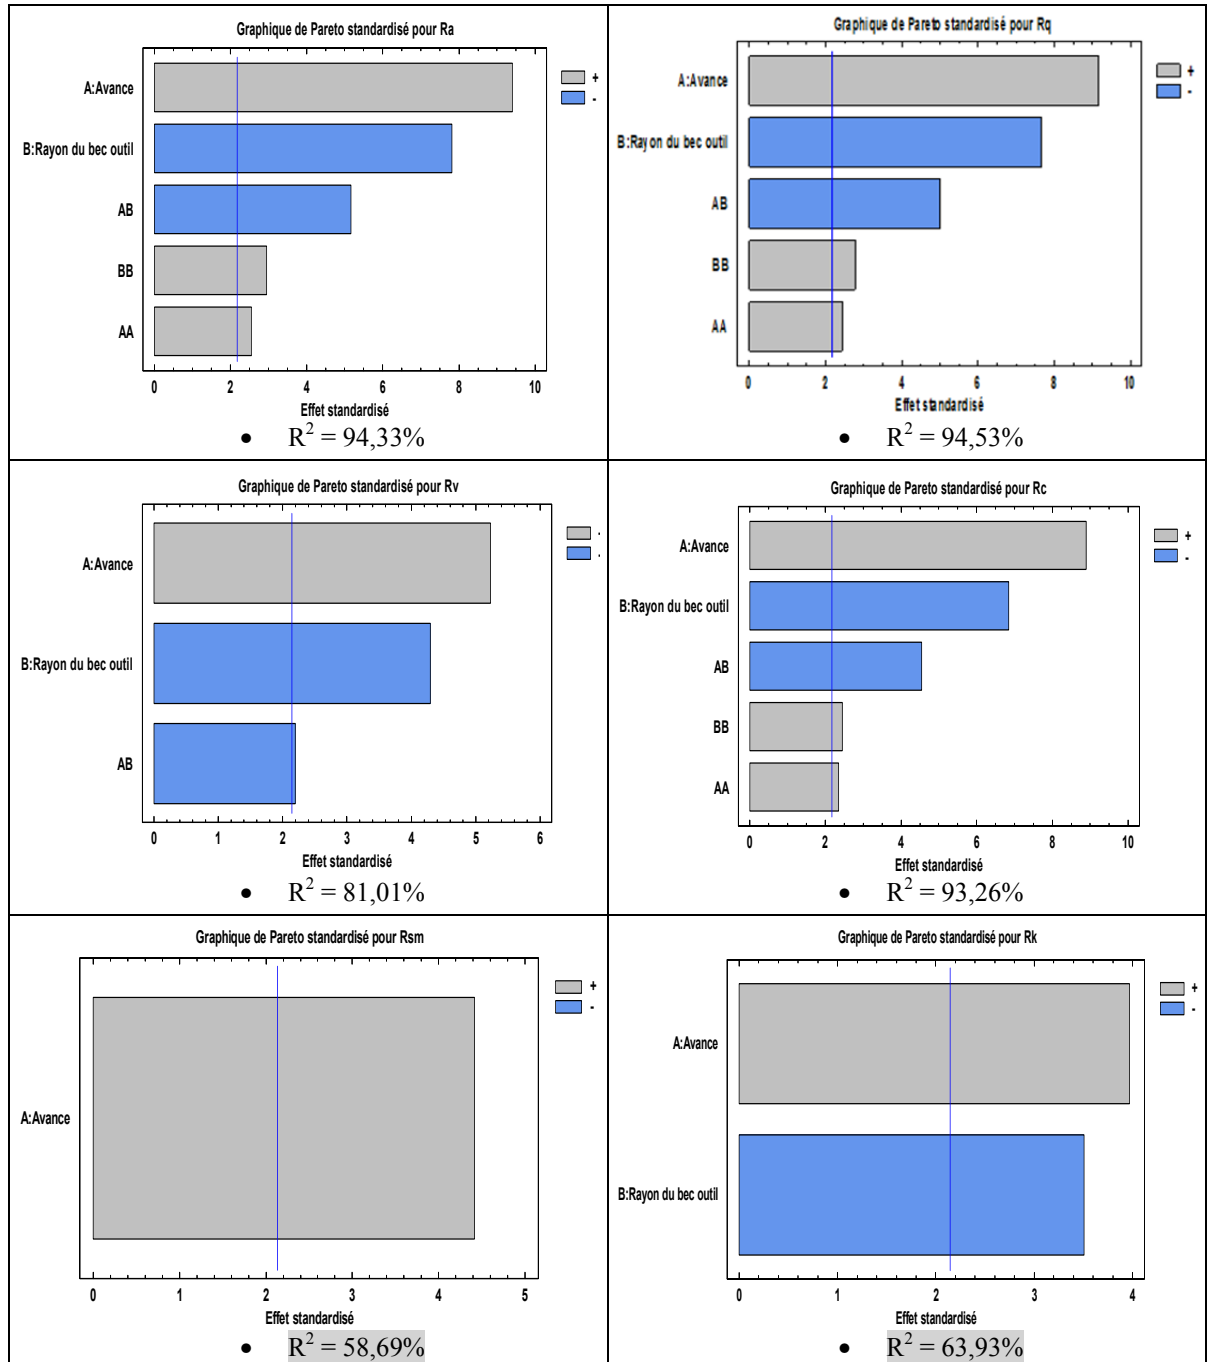 Graphique de Pareto standardisé pour Ra
A:Avance
B:Rayon du bec outil
AB
BB
AA
0 2 4 6 8 10
Effet standardisé
+
-
• R² = 94,33%
Graphique de Pareto standardisé pour Rq
A:Avance
B:Rayon du bec outil
AB
BB
AA
0 2 4 6 8 10
Effet standardisé
+
-
• R² = 94,53%
Graphique de Pareto standardisé pour Rv
A:Avance
B:Rayon du bec outil
AB
0 1 2 3 4 5 6
Effet standardisé
• R² = 81,01%
Graphique de Pareto standardisé pour Rc
A:Avance
B:Rayon du bec outil
AB
BB
AA
0 2 4 6 8 10
Effet standardisé
+
-
• R² = 93,26%
Graphique de Pareto standardisé pour Rsm
A:Avance
0 1 2 3 4 5
Effet standardisé
+
-
• R² = 58,69%
Graphique de Pareto standardisé pour Rk
A:Avance
B:Rayon du bec outil
0 1 2 3 4
Effet standardisé
+
-
• R² = 63,93%